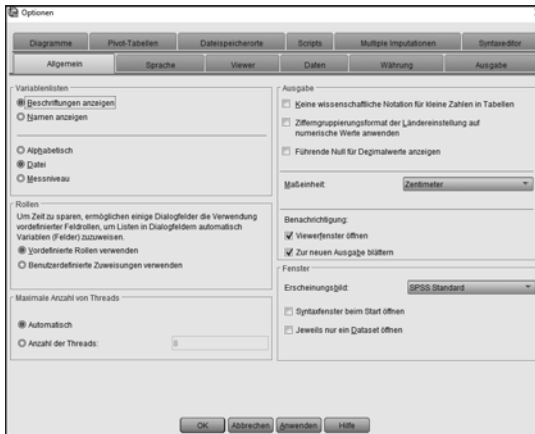 Optionen
Diagramme Pivot-Tabellen Dateispeicherorte Scripts Multiple Imputationen Syntaxeditor
Allgemein Sprache Viewer Daten Währung Ausgabe
Variablenlisten
Beschriftungen anzeigen
Namen anzeigen
Alphabetisch
Datei
Messniveau
Rollen
Um Zeit zu sparen, ermöglichen einige Dialogfelder die Verwendung
vordefinierter Feldrollen, um Listen in Dialogfeldern automatisch
Variablen (Felder) zuzuweisen.
Vordefinierte Rollen verwenden
Benutzerdefinierte Zuweisungen verwenden
Maximale Anzahl von Threads
Automatisch
Anzahl der Threads: 8
Ausgabe
Keine wissenschaftliche Notation für kleine Zahlen in Tabellen
Zifferngruppierungsformat der Ländereinstellung auf
numerische Werte anwenden
Führende Null für Dezimalwerte anzeigen
Maßeinheit: Zentimeter
Benachrichtigung:
Viewerfenster öffnen
Zur neuen Ausgabe blättern
Fenster
Erscheinungsbild: SPSS Standard
Syntaxfenster beim Start öffnen
Jeweils nur ein Dataset öffnen
OK Abbrechen Anwenden Hilfe